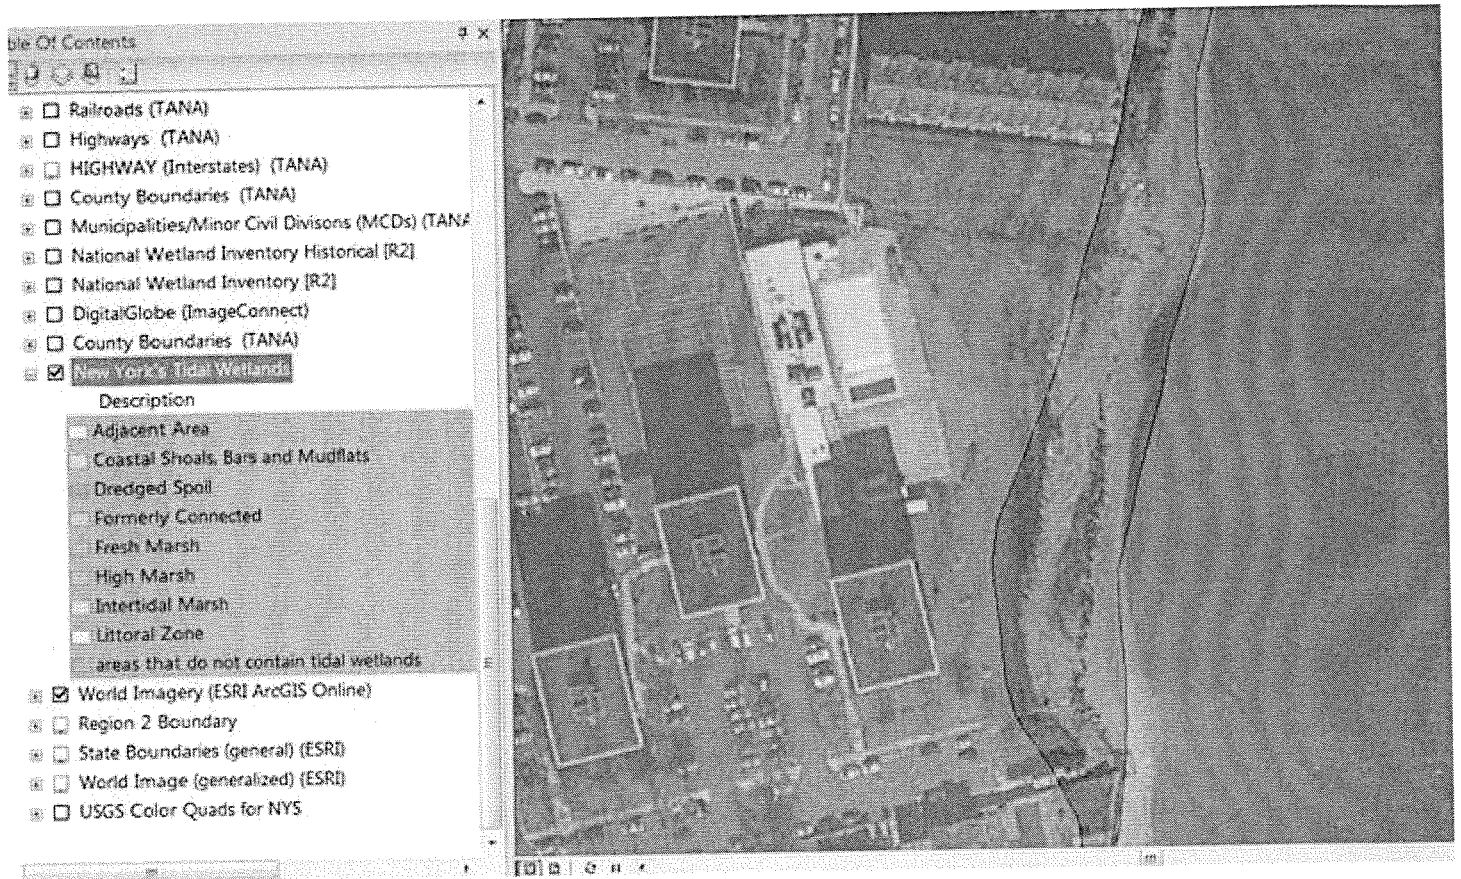 ble Of Contents
Railroads (TANA)
Highways (TANA)
HIGHWAY (Interstates) (TANA)
County Boundaries (TANA)
Municipalities/Minor Civil Divisons (MCDs) (TANA
National Wetland Inventory Historical [R2]
National Wetland Inventory [R2]
DigitalGlobe (ImageConnect)
County Boundaries (TANA)
New York's Tidal Wetlands
Description
Adjacent Area
Coastal Shoals, Bars and Mudflats
Dredged Spoil
Formerly Connected
Fresh Marsh
High Marsh
Intertidal Marsh
Littoral Zone
areas that do not contain tidal wetlands
World Imagery (ESRI ArcGIS Online)
Region 2 Boundary
State Boundaries (general) (ESRI)
World Image (generalized) (ESRI)
USGS Color Quads for NYS